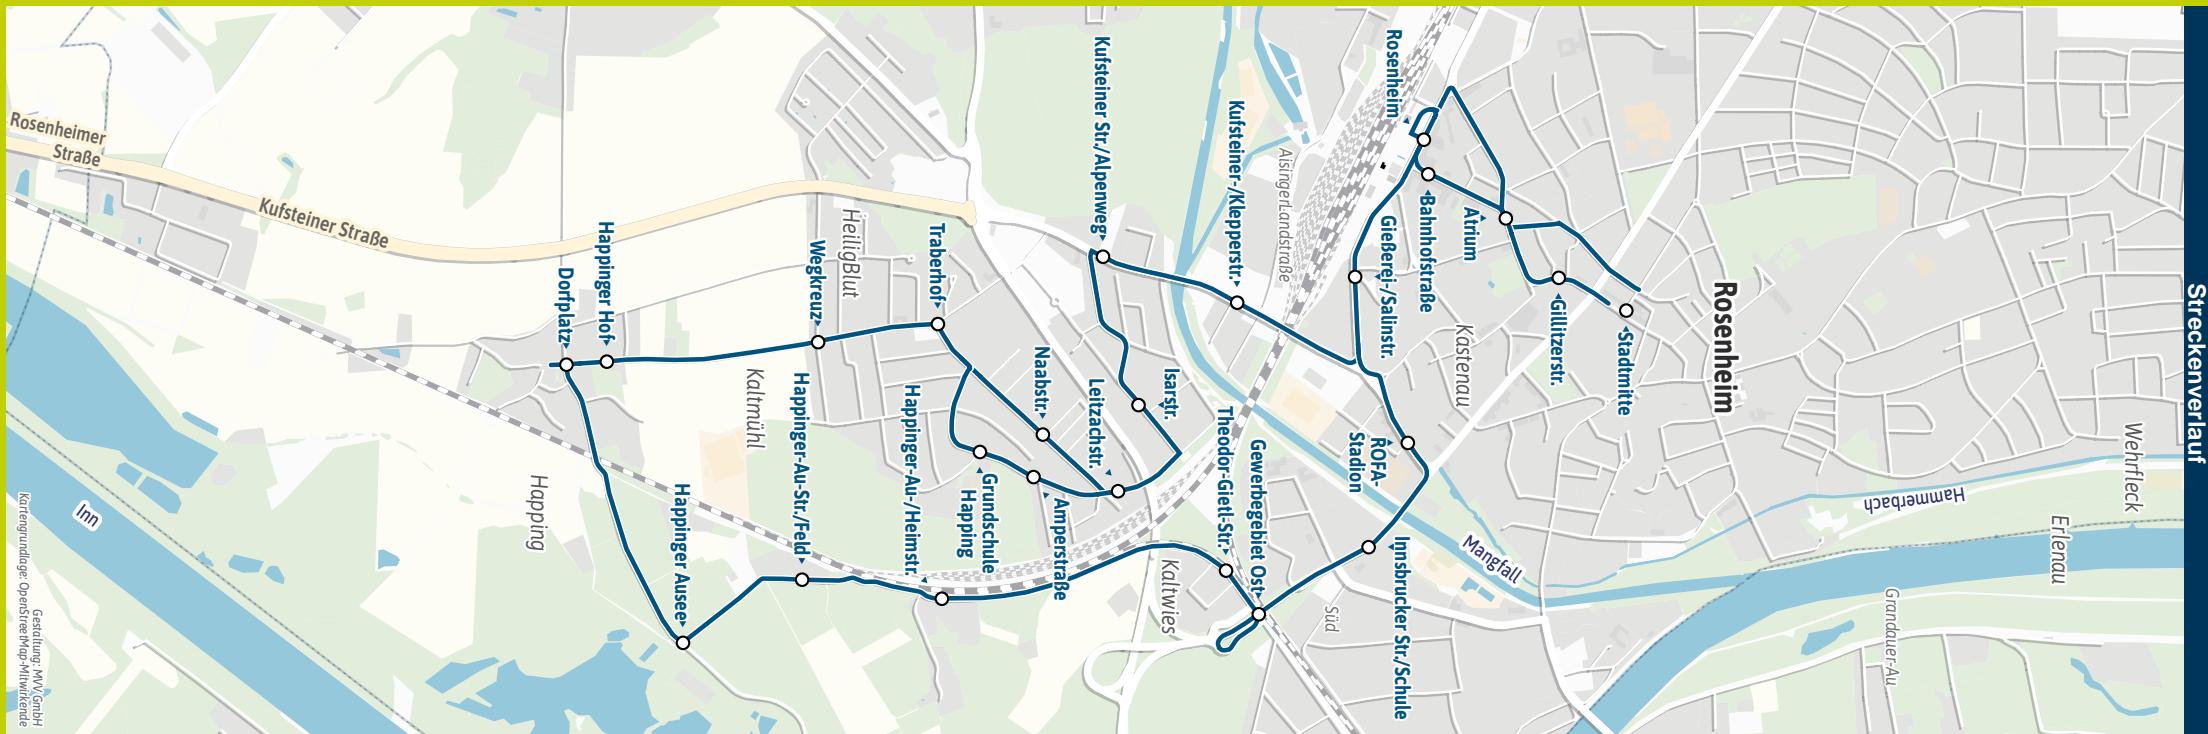 Streckenverlauf
Rosenheim
Wehrfleck
Erlenau
Hammerbach
Grandauer-Au
Stadtmitte
Gillitzerstr.
Atrium
Kastenau
Bahnhofstraße
Rosenheim
Gießerei-/Salinstr.
ROFA-
Stadion
Mangfall
Innsbrucker Str./Schule
Süd
AisingerLandstraße
Kufsteiner-/Klepperstr.
Gewerbegebiet Ost
Theodor-Gietl-Str.
Kaltwies
Isarstr.
Kufsteiner Str./Alpenweg
Leitzachstr.
Naabstr.
Amperstraße
Grundschule
Happing
Traberhof
Happinger-Au-/Heimstr.
HeiligBlut
Wegkreuz
Happinger-Au-Str./Feld
Kaltmühl
Happinger Ausee
Happinger Hof
Dorfplatz
Happing
Kufsteiner Straße
Rosenheimer
Straße
Inn
Gestaltung: MVV GmbH
Kartengrundlage: OpenStreetMap-Mitwirkende